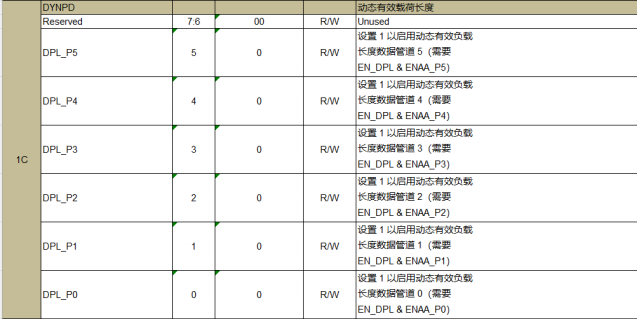 DYNPD 动态有效载荷长度
Reserved 7:6 00 R/W Unused
1C
DPL_P5 5 0 R/W 设置 1 以启用动态有效负载
长度数据管道 5（需要
EN_DPL & ENAA_P5)
DPL_P4 4 0 R/W 设置 1 以启用动态有效负载
长度数据管道 4（需要
EN_DPL & ENAA_P4)
DPL_P3 3 0 R/W 设置 1 以启用动态有效负载
长度数据管道 3（需要
EN_DPL & ENAA_P3)
DPL_P2 2 0 R/W 设置 1 以启用动态有效负载
长度数据管道 2（需要
EN_DPL & ENAA_P2)
DPL_P1 1 0 R/W 设置 1 以启用动态有效负载
长度数据管道 1（需要
EN_DPL & ENAA_P1)
DPL_P0 0 0 R/W 设置 1 以启用动态有效负载
长度数据管道 0（需要
EN_DPL & ENAA_P0)